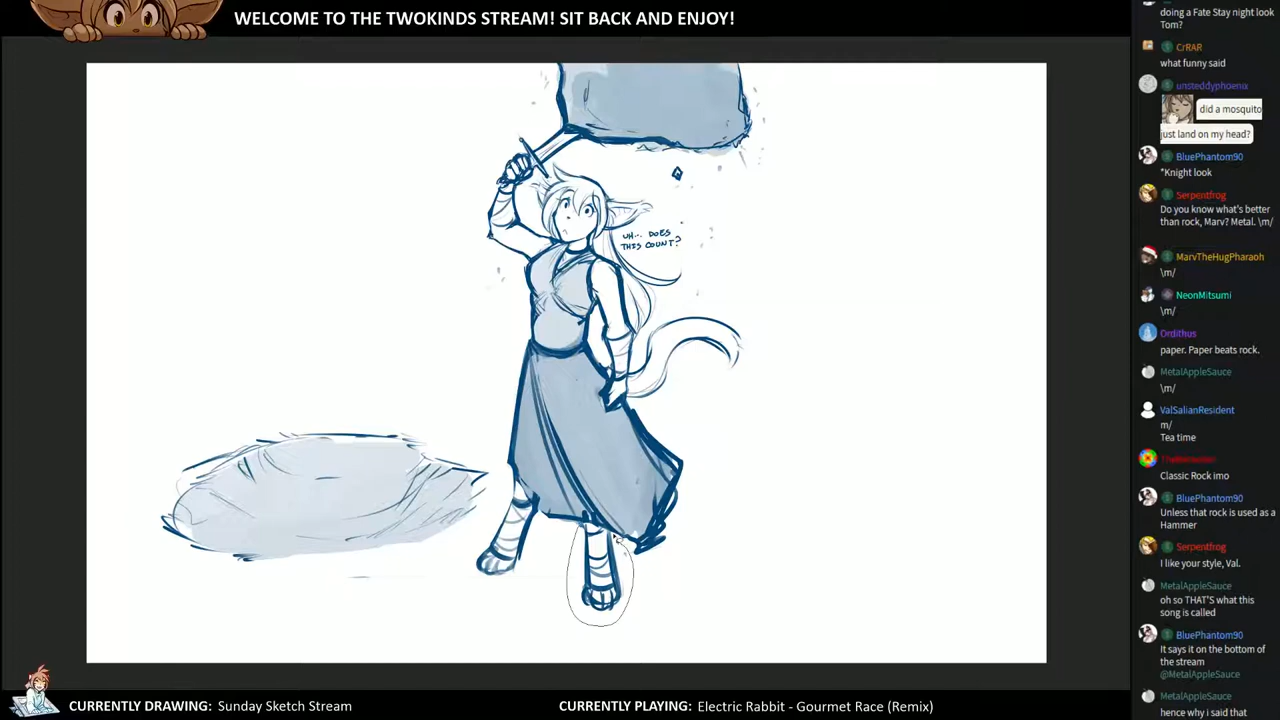 WELCOME TO THE TWOKINDS STREAM! SIT BACK AND ENJOY!
UH... DOES
THIS COUNT?
doing a Fate Stay night look
Tom?
CrRAR
what funny said
unsteddyphoenix
did a mosquito
just land on my head?
BluePhantom90
*Knight look
Serpentfrog
Do you know what's better
than rock, Marv? Metal. \m/
MarvTheHugPharaoh
\m/
NeonMitsumi
\m/
Ordithus
paper. Paper beats rock.
MetalAppleSauce
\m/
ValSalianResident
m/
Tea time
Classic Rock imo
BluePhantom90
Unless that rock is used as a
Hammer
Serpentfrog
I like your style, Val.
MetalAppleSauce
oh so THAT'S what this
song is called
BluePhantom90
It says it on the bottom of
the stream
@MetalAppleSauce
MetalAppleSauce
hence why i said that
CURRENTLY DRAWING: Sunday Sketch Stream
CURRENTLY PLAYING: Electric Rabbit - Gourmet Race (Remix)